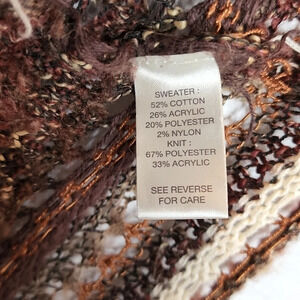 SWEATER :
52% COTTON
26% ACRYLIC
20% POLYESTER
2% NYLON
KNIT :
67% POLYESTER
33% ACRYLIC
SEE REVERSE
FOR CARE